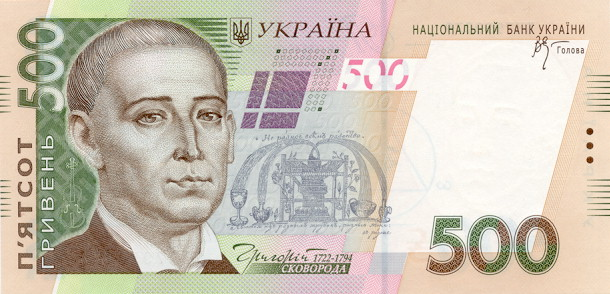 500
П'ЯТСОТ
ГРИВЕНЬ
УКРАЇНА
НАЦІОНАЛЬНИЙ БАНК УКРАЇНИ
Голова
500
Григорій 1722-1794
СКОВОРОДА
500